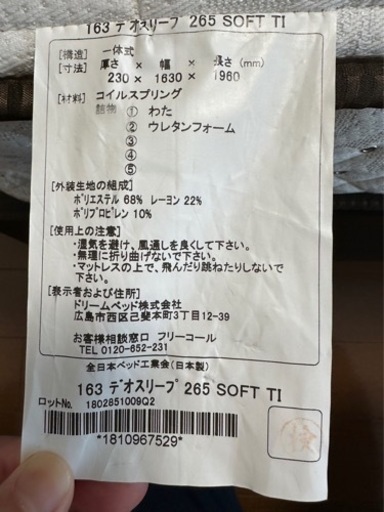 163 デオスリープ 265 SOFT TI
[構造] 一体式
[寸法] 厚さ × 幅 × 長さ (mm)
230 × 1630 × 1960
[材料] コイルスプリング
詰物 ① わた
② ウレタンフォーム
③
④
⑤
[外装生地の組成]
ポリエステル 68% レーヨン 22%
ポリプロピレン 10%
[使用上の注意]
・湿気を避け、風通しを良くして下さい。
・無理に折り曲げないで下さい。
・マットレスの上で、飛んだり跳ねたりしないで下さい。
[表示者および住所]
ドリームベッド株式会社
広島市西区己斐本町3丁目12-39
お客様相談窓口 フリーコール
TEL 0120-652-231
全日本ベッド工業会(日本製)
163 デオスリープ 265 SOFT TI
ロットNo. 1802851009Q2
*1810967529*
検